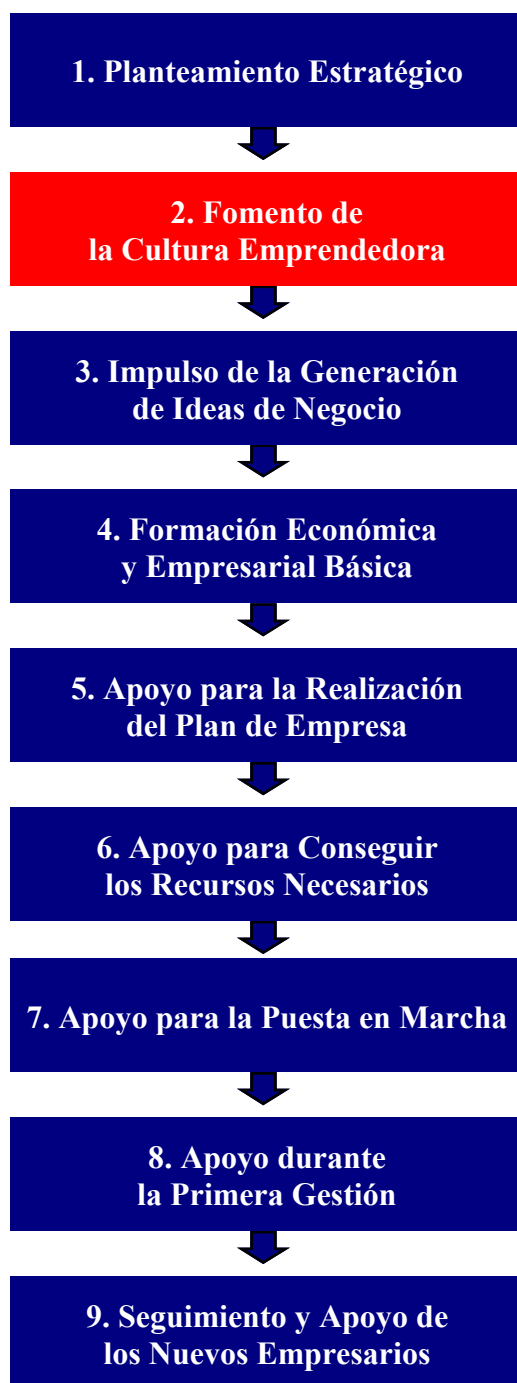 1. Planteamiento Estratégico
2. Fomento de
la Cultura Emprendedora
3. Impulso de la Generación
de Ideas de Negocio
4. Formación Económica
y Empresarial Básica
5. Apoyo para la Realización
del Plan de Empresa
6. Apoyo para Conseguir
los Recursos Necesarios
7. Apoyo para la Puesta en Marcha
8. Apoyo durante
la Primera Gestión
9. Seguimiento y Apoyo de
los Nuevos Empresarios